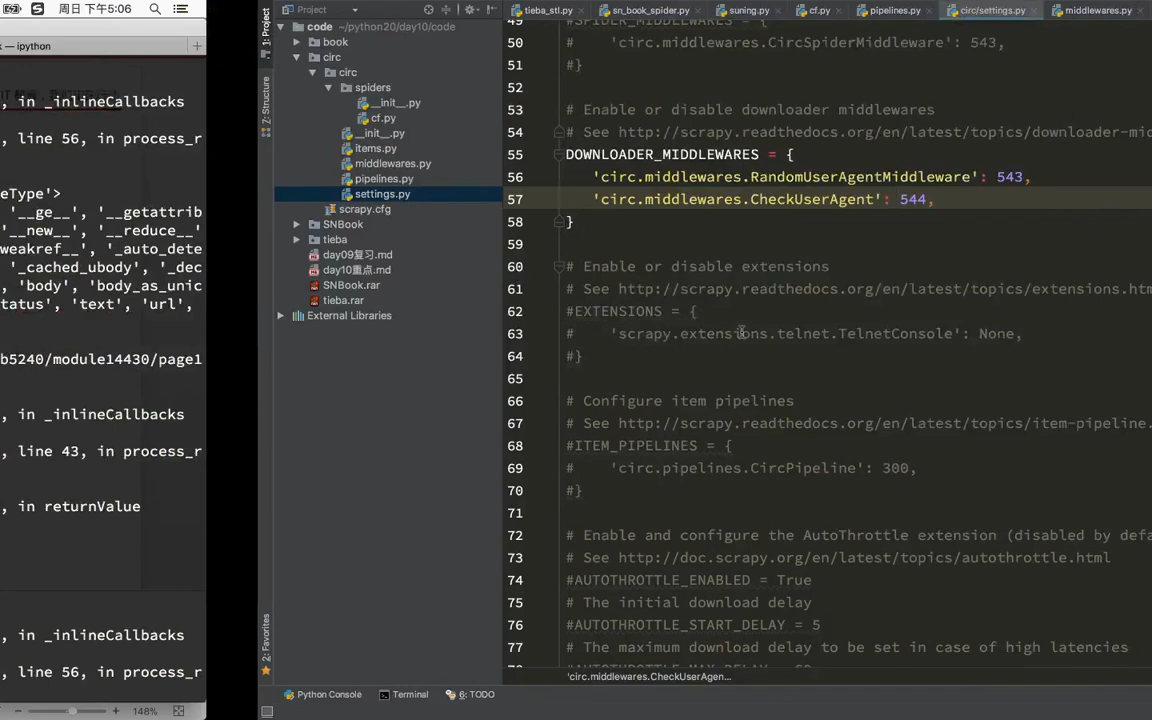 周日下午5:06
— ipython
, in _inlineCallbacks
, line 56, in process_r
eType'>
'__ge__', '__getattrib
'__new__', '__reduce__'
weakref__', '_auto_dete
'_cached_ubody', '_dec
'body', 'body_as_unic
tatus', 'text', 'url',
b5240/module14430/page1
, in _inlineCallbacks
, line 43, in process_r
, in returnValue
, in _inlineCallbacks
, line 56, in process_r
148%
1: Project
Z: Structure
2: Favorites
Project
code ~/python20/day10/code
book
circ
circ
spiders
__init__.py
cf.py
__init__.py
items.py
middlewares.py
pipelines.py
settings.py
scrapy.cfg
SNBook
tieba
day09复习.md
day10重点.md
SNBook.rar
tieba.rar
External Libraries
tieba_stl.py sn_book_spider.py suning.py cf.py pipelines.py circ/settings.py middlewares.py
49 #SPIDER_MIDDLEWARES = {
50 #    'circ.middlewares.CircSpiderMiddleware': 543,
51 #}
52
53 # Enable or disable downloader middlewares
54 # See http://scrapy.readthedocs.org/en/latest/topics/downloader-mid
55 DOWNLOADER_MIDDLEWARES = {
56    'circ.middlewares.RandomUserAgentMiddleware': 543,
57    'circ.middlewares.CheckUserAgent': 544,
58 }
59
60 # Enable or disable extensions
61 # See http://scrapy.readthedocs.org/en/latest/topics/extensions.htm
62 #EXTENSIONS = {
63 #    'scrapy.extensions.telnet.TelnetConsole': None,
64 #}
65
66 # Configure item pipelines
67 # See http://scrapy.readthedocs.org/en/latest/topics/item-pipeline.
68 #ITEM_PIPELINES = {
69 #    'circ.pipelines.CircPipeline': 300,
70 #}
71
72 # Enable and configure the AutoThrottle extension (disabled by defa
73 # See http://doc.scrapy.org/en/latest/topics/autothrottle.html
74 #AUTOTHROTTLE_ENABLED = True
75 # The initial download delay
76 #AUTOTHROTTLE_START_DELAY = 5
77 # The maximum download delay to be set in case of high latencies
'circ.middlewares.CheckUserAgen...
Python Console Terminal 6: TODO